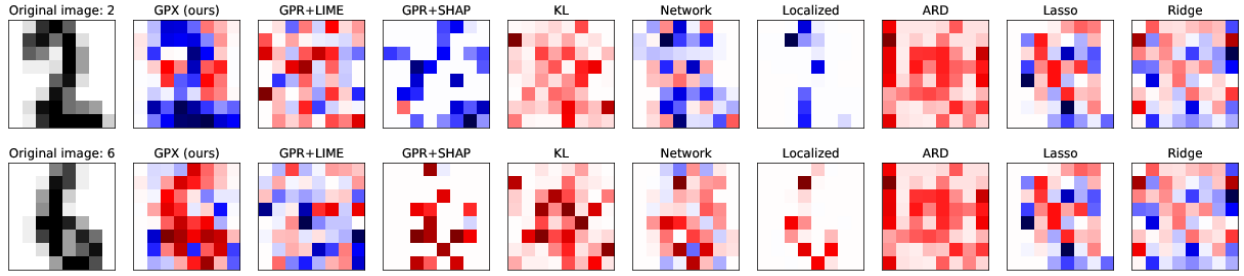 Original image: 2 GPX (ours) GPR+LIME GPR+SHAP KL Network Localized ARD Lasso Ridge
Original image: 6 GPX (ours) GPR+LIME GPR+SHAP KL Network Localized ARD Lasso Ridge